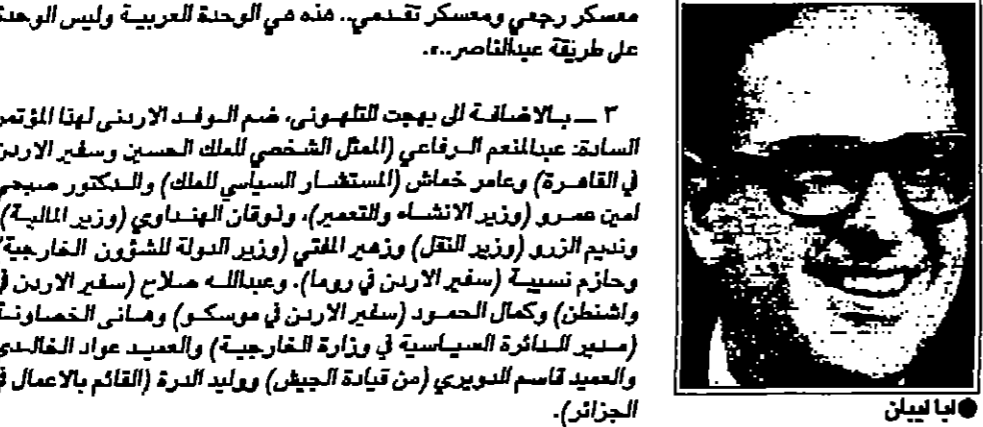 معسكر رجعي ومعسكر تقدمي.. هذه هي الوحدة العربية وليس الوحدة
على طريقة عبدالناصر..».
٣ ــ بالاضافة الى بهجت التلهوني، ضم الوفد الاردني لهذا المؤتمر
السادة: عبدالمنعم الرفاعي (الممثل الشخصي للملك الحسين وسفير الاردن
في القاهرة) وعامر خماش (المستشار السياسي للملك) والدكتور صبحي
امين عمرو (وزير الانشاء والتعمير)، وذوقان الهنداوي (وزير المالية)
ونديم الزرو (وزير النقل) وزهير المفتي (وزير الدولة للشؤون الخارجية)
وحازم نسيبة (سفير الاردن في روما). وعبدالله صلاح (سفير الاردن في
واشنطن) وكمال الحمود (سفير الاردن في موسكو) وهاني الخصاونة
(مدير الدائرة السياسية في وزارة الخارجية) والعميد عواد الخالدي
والعميد قاسم الدويري (من قيادة الجيش) ووليد الدرة (القائم بالاعمال في
الجزائر).
●ابا ايبان